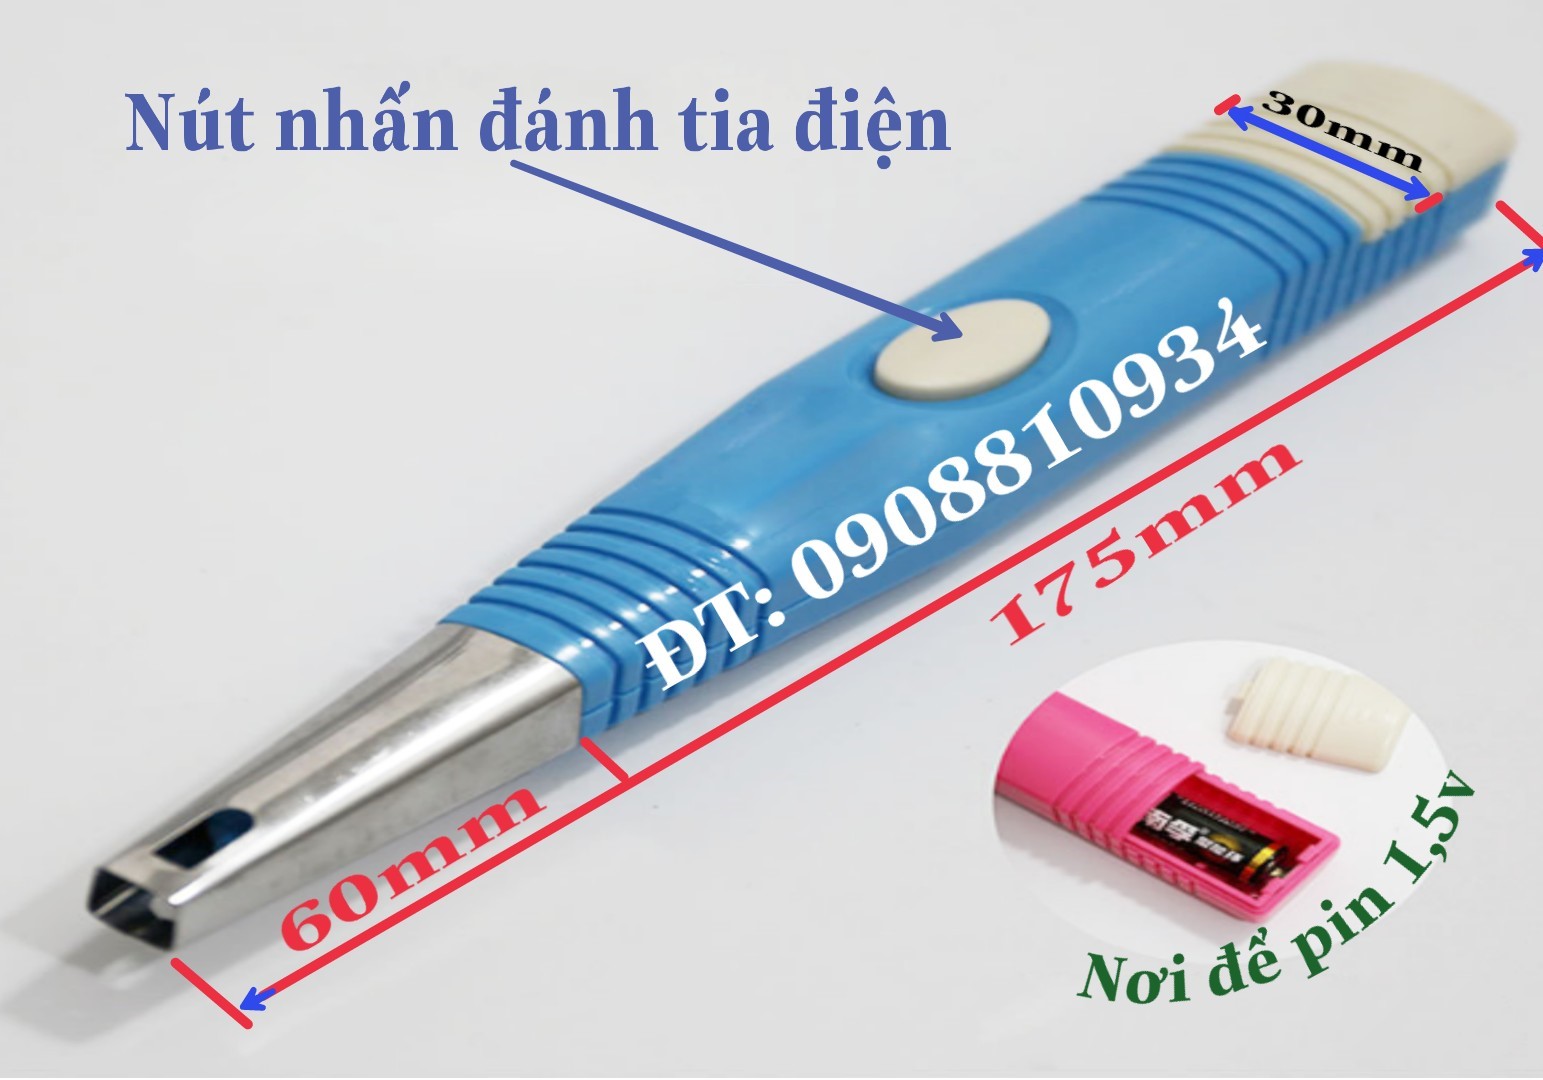 Nút nhấn đánh tia điện
30mm
ĐT: 0908810934
175mm
60mm
Nơi để pin 1,5v